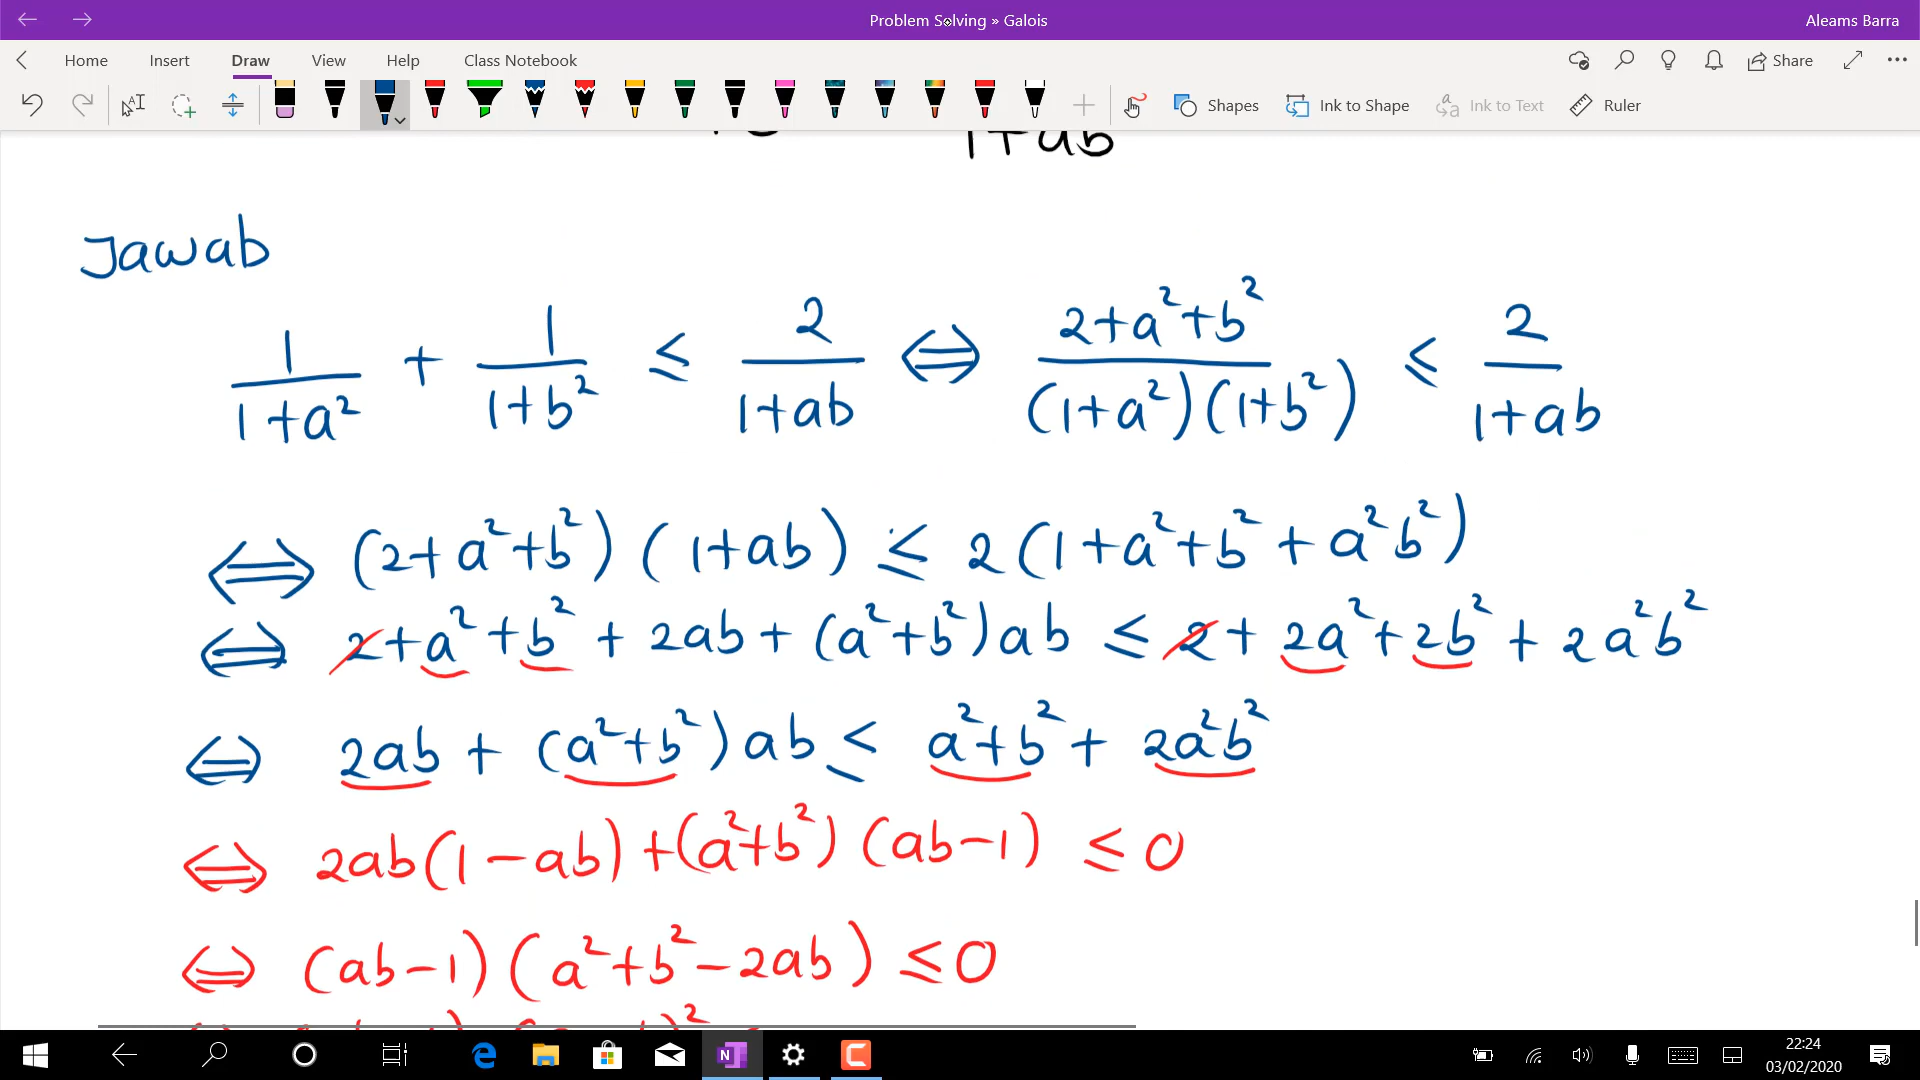 Problem Solving » Galois
Aleams Barra
Home Insert Draw View Help Class Notebook
Share
Shapes Ink to Shape Ink to Text Ruler
1+ab
Jawab
1/(1+a²) + 1/(1+b²) ≤ 2/(1+ab) ⇔ (2+a²+b²)/((1+a²)(1+b²)) ≤ 2/(1+ab)
⇔ (2+a²+b²)(1+ab) ≤ 2(1+a²+b²+a²b²)
⇔ 2+a²+b²+2ab+(a²+b²)ab ≤ 2+2a²+2b²+2a²b²
⇔ 2ab+(a²+b²)ab ≤ a²+b²+2a²b²
⇔ 2ab(1-ab)+(a²+b²)(ab-1) ≤ 0
⇔ (ab-1)(a²+b²-2ab) ≤ 0
22:24
03/02/2020